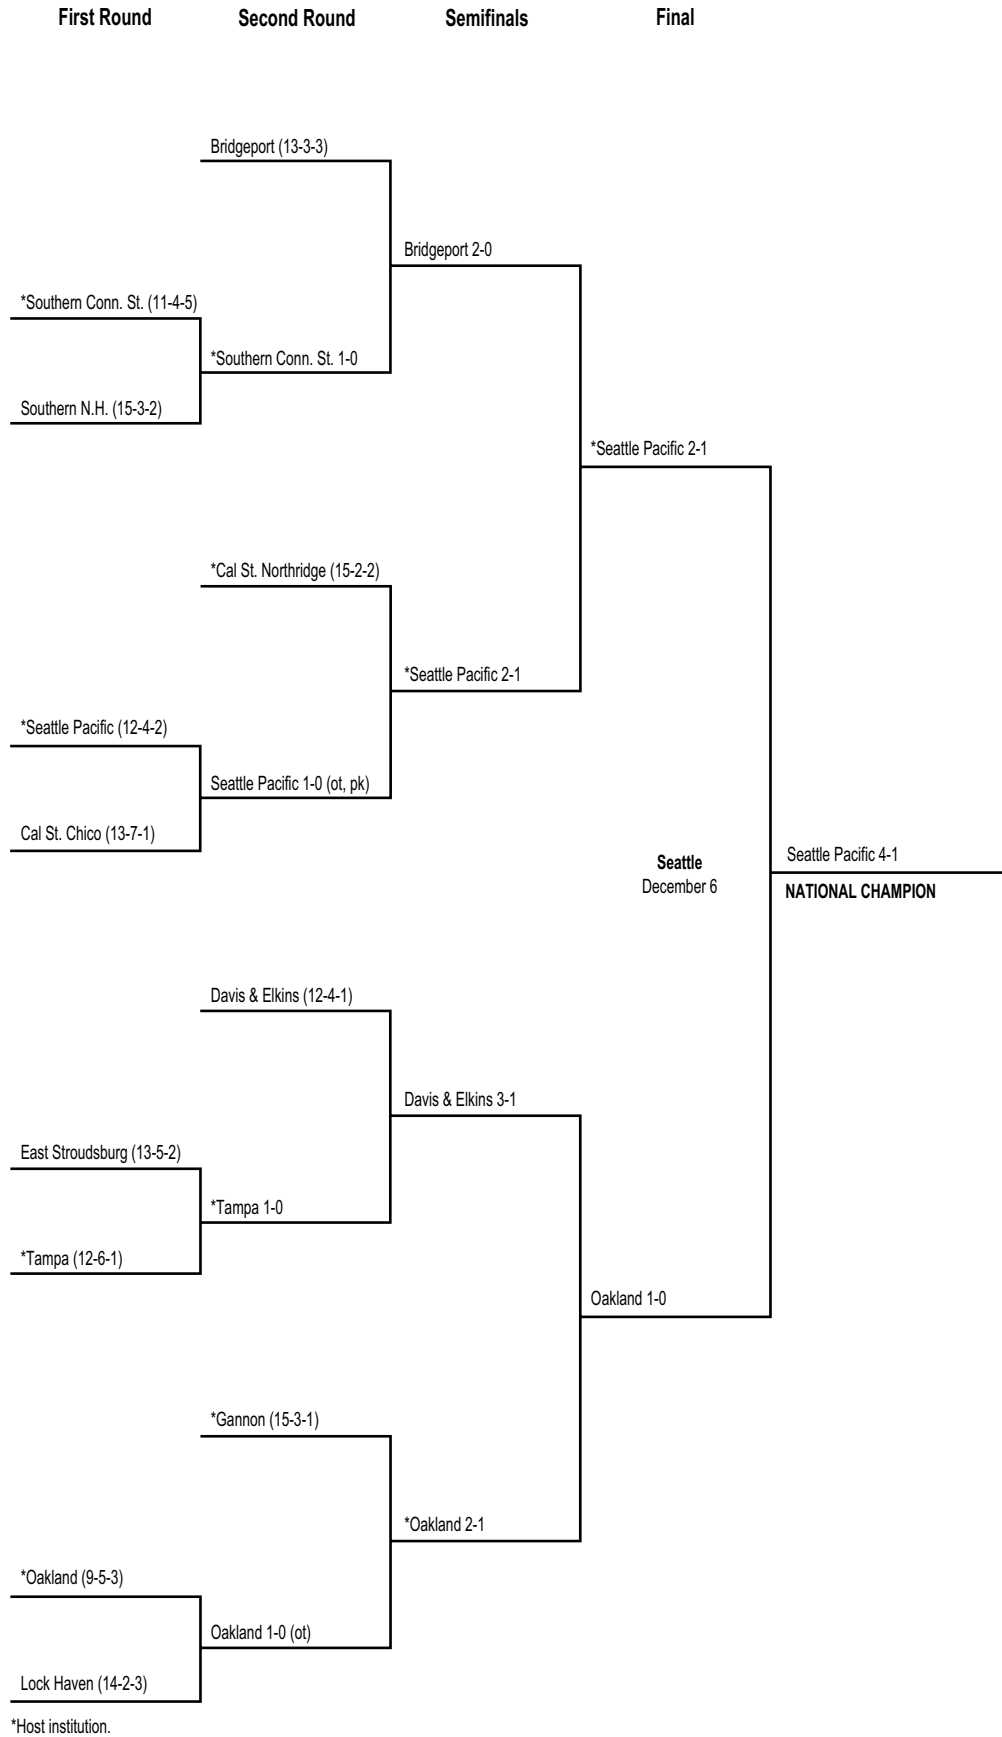 First Round
Second Round
Semifinals
Final
Bridgeport (13-3-3)
Bridgeport 2-0
*Southern Conn. St. (11-4-5)
*Southern Conn. St. 1-0
Southern N.H. (15-3-2)
*Seattle Pacific 2-1
*Cal St. Northridge (15-2-2)
*Seattle Pacific 2-1
*Seattle Pacific (12-4-2)
Seattle Pacific 1-0 (ot, pk)
Cal St. Chico (13-7-1)
Seattle
December 6
Seattle Pacific 4-1
NATIONAL CHAMPION
Davis & Elkins (12-4-1)
Davis & Elkins 3-1
East Stroudsburg (13-5-2)
*Tampa 1-0
*Tampa (12-6-1)
Oakland 1-0
*Gannon (15-3-1)
*Oakland 2-1
*Oakland (9-5-3)
Oakland 1-0 (ot)
Lock Haven (14-2-3)
*Host institution.